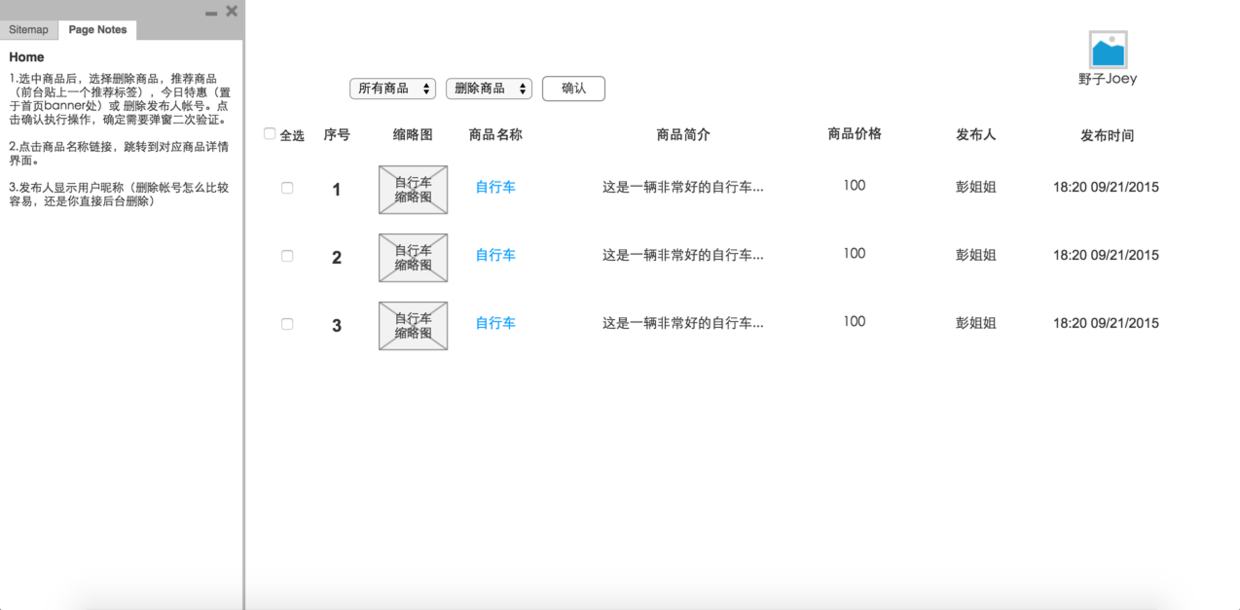 Sitemap
Page Notes
Home
1.选中商品后，选择删除商品，推荐商品
（前台贴上一个推荐标签），今日特惠（置
于首页banner处）或 删除发布人帐号。点
击确认执行操作，确定需要弹窗二次验证。
2.点击商品名称链接，跳转到对应商品详情
界面。
3.发布人显示用户昵称（删除帐号怎么比较
容易，还是你直接后台删除）
野子Joey
所有商品 删除商品 确认
全选 序号 缩略图 商品名称 商品简介 商品价格 发布人 发布时间
1 自行车 缩略图 自行车 这是一辆非常好的自行车... 100 彭姐姐 18:20 09/21/2015
2 自行车 缩略图 自行车 这是一辆非常好的自行车... 100 彭姐姐 18:20 09/21/2015
3 自行车 缩略图 自行车 这是一辆非常好的自行车... 100 彭姐姐 18:20 09/21/2015